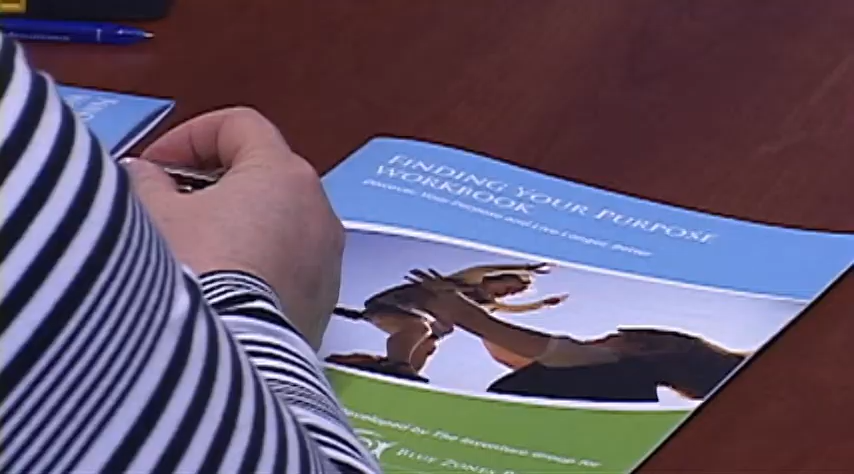 FINDING YOUR PURPOSE
WORKBOOK
Discover Your Purpose and Live Longer, Better
Developed by The Inventure Group for
BLUE ZONES